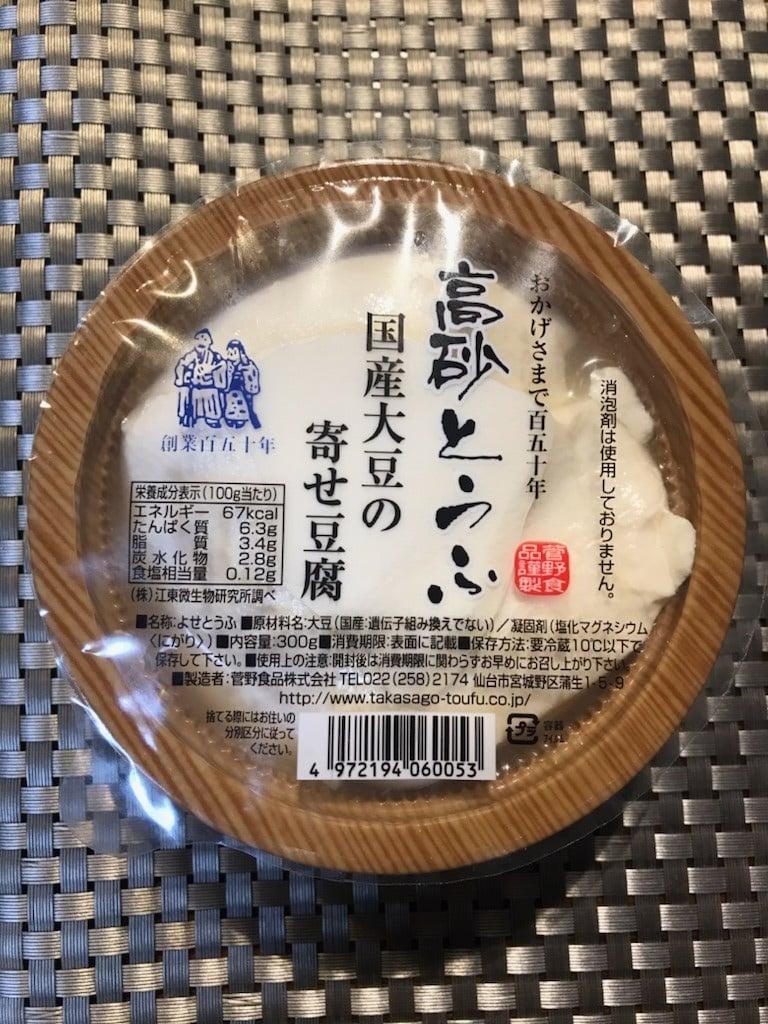 おかげさまで百五十年
高砂とうふ
国産大豆の
寄せ豆腐
消泡剤は使用しておりません。
菅野食
品謹製
創業百五十年
栄養成分表示(100g当たり)
エネルギー 67kcal
たんぱく質 6.3g
脂質 3.4g
炭水化物 2.8g
食塩相当量 0.12g
(株)江東微生物研究所調べ
■名称:よせとうふ ■原材料名:大豆(国産:遺伝子組み換えでない)/凝固剤(塩化マグネシウム
〈にがり〉)■内容量:300g■消費期限:表面に記載■保存方法:要冷蔵10℃以下で
保存して下さい。■使用上の注意:開封後は消費期限に関わらずお早めにお召し上がり下さい。
■製造者:菅野食品株式会社 TEL022(258)2174 仙台市宮城野区蒲生1-5-9
http://www.takasago-toufu.co.jp/
捨てる際にはお住いの
分別区分に従って
ください。
4 972194 060053
プラ
容器
フィルム